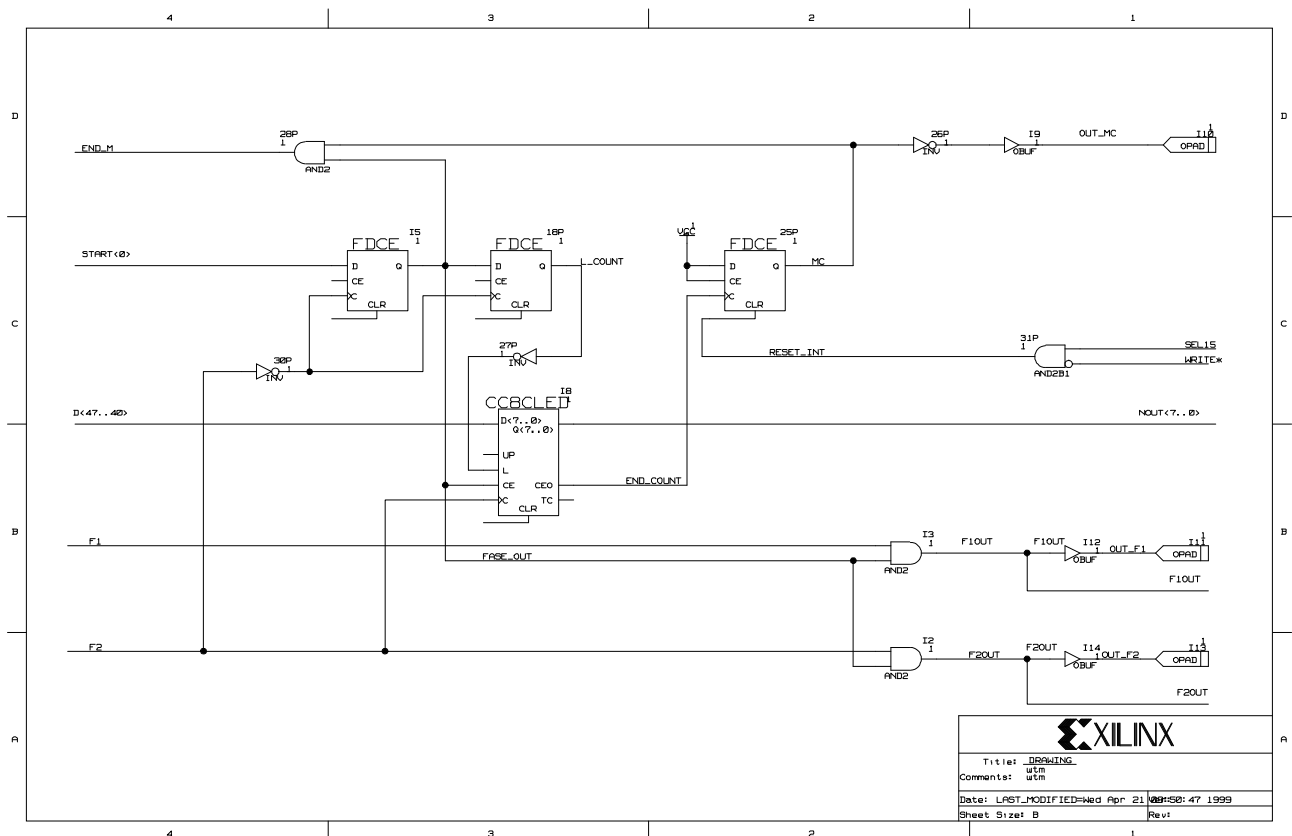 4 3 2 1
D D
28P
1
END_M
AND2
26P
1
INV
I9
1
OBUF
OUT_MC
1
I10
OPAD
START<0>
FDCE
I5
1
D Q
CE
C
CLR
FDCE
18P
1
D Q
CE
C
CLR
L_COUNT
1
VCC
FDCE
25P
1
D Q
CE
C
CLR
MC
C C
30P
1
INV
27P
1
INV
RESET_INT
31P
1
AND2B1
SEL15
WRITE*
D<47..40>
CC8CLED
I8
1
D<7..0>
Q<7..0>
UP
L
CE CEO
C TC
CLR
END_COUNT
NOUT<7..0>
B B
F1
FASE_OUT
I3
1
AND2
F1OUT
F1OUT
I12
1
OBUF
OUT_F1
1
I11
OPAD
F1OUT
F2
I2
1
AND2
F2OUT
F2OUT
I14
1
OBUF
OUT_F2
1
I13
OPAD
F2OUT
A A
XILINX
Title: DRAWING
wtm
Comments: wtm
Date: LAST_MODIFIED=Wed Apr 21 :50:47 1999
Sheet Size: B Rev:
4 3 2 1